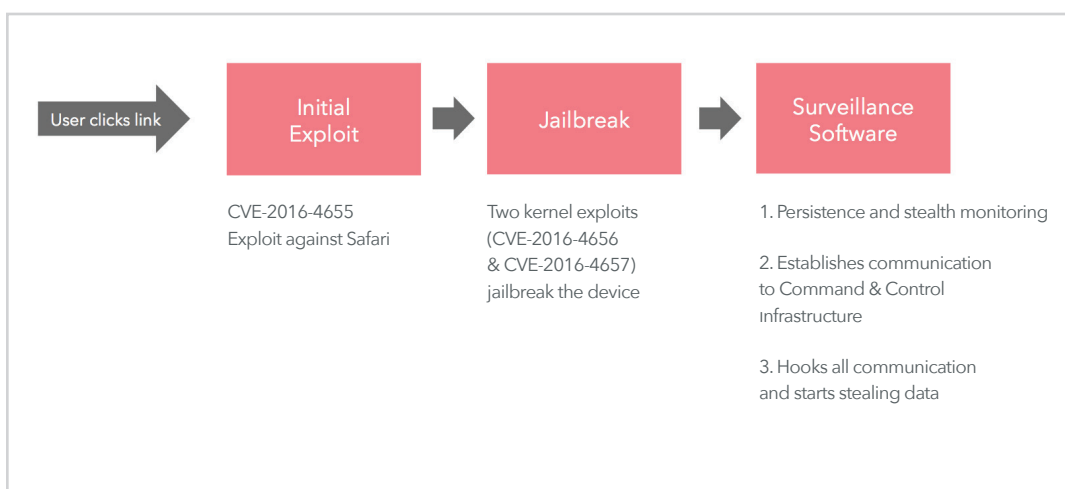 User clicks link
Initial
Exploit
Jailbreak
Surveillance
Software
CVE-2016-4655
Exploit against Safari
Two kernel exploits
(CVE-2016-4656
& CVE-2016-4657)
jailbreak the device
1. Persistence and stealth monitoring
2. Establishes communication
to Command & Control
infrastructure
3. Hooks all communication
and starts stealing data